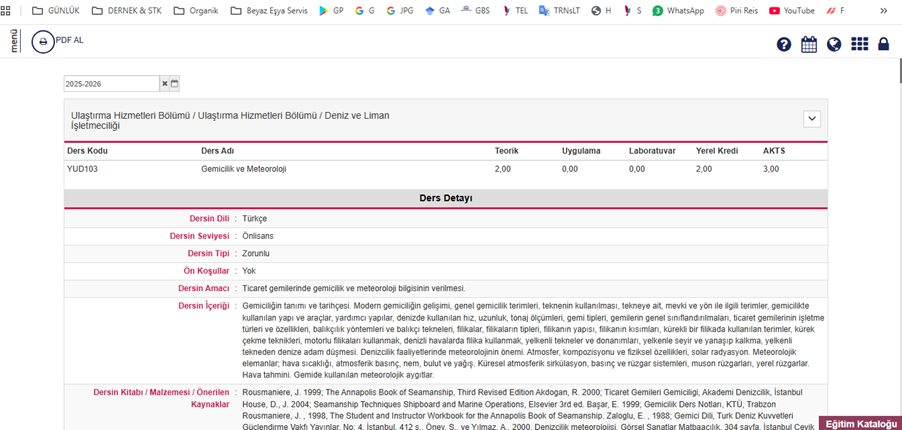 GÜNLÜK DERNEK & STK Organik Beyaz Eşya Servis GP G JPG GA GBS TEL TRNsLT H S WhatsApp Piri Reis YouTube F »
menü
PDF AL
2025-2026
Ulaştırma Hizmetleri Bölümü / Ulaştırma Hizmetleri Bölümü / Deniz ve Liman
İşletmeciliği
Ders Kodu Ders Adı Teorik Uygulama Laboratuvar Yerel Kredi AKTS
YUD103 Gemicilik ve Meteoroloji 2,00 0,00 0,00 2,00 3,00
Ders Detayı
Dersin Dili : Türkçe
Dersin Seviyesi : Önlisans
Dersin Tipi : Zorunlu
Ön Koşullar : Yok
Dersin Amacı : Ticaret gemilerinde gemicilik ve meteoroloji bilgisinin verilmesi.
Dersin İçeriği : Gemiciliğin tanımı ve tarihçesi. Modern gemiciliğin gelişimi, genel gemicilik terimleri, teknenin kullanılması, tekneye ait, mevki ve yön ile ilgili terimler, gemicilikte
kullanılan yapı ve araçlar, yardımcı yapılar, denizde kullanılan hız, uzunluk, tonaj ölçümleri, gemi tipleri, gemilerin genel sınıflandırılmaları, ticaret gemilerinin işletme
türleri ve özellikleri, balıkçılık yöntemleri ve balıkçı tekneleri, filikalar, filikaların tipleri, filikanın yapısı, filikanın kısımları, kürekli bir filikada kullanılan terimler, kürek
çekme teknikleri, motorlu filikaları kullanmak, denizli havalarda filika kullanmak, yelkenli tekneler ve donanımları, yelkenle seyir ve yanaşıp kalkma, yelkenli
tekneden denize adam düşmesi. Denizcilik faaliyetlerinde meteorolojinin önemi. Atmosfer, kompozisyonu ve fiziksel özellikleri, solar radyasyon. Meteorolojik
elemanlar; hava sıcaklığı, atmosferik basınç, nem, bulut ve yağış. Küresel atmosferik sirkülasyon, basınç ve rüzgar sistemleri, muson rüzgarları, yerel rüzgarlar.
Hava tahmini. Gemide kullanılan meteorolojik aygıtlar.
Dersin Kitabı / Malzemesi / Önerilen : Rousmaniere, J. 1999; The Annapolis Book of Seamanship, Third Revised Edition Akdogan, R. 2000; Ticaret Gemileri Gemiciligi, Akademi Denizcilik, İstanbul
Kaynaklar House, D., J. 2004; Seamanship Techniques Shipboard and Marine Operations, Elsevier 3rd ed. Başar, E. 1999; Gemicilik Ders Notları, KTÜ, Trabzon
Rousmaniere, J. , 1998, The Student and Instructor Workbook for the Annapolis Book of Seamanship. Zaloglu, E. , 1988; Gemici Dili, Turk Deniz Kuvvetleri
Güçlendirme Vakfı Yayınları, No: 4, İstanbul, 412 s., Öney, S., ve Yılmaz, A., 2000, Denizcilik meteorolojisi, Görsel Sanatlar Matbaacılık, 304 sayfa, İstanbul Çevik
Eğitim Kataloğu